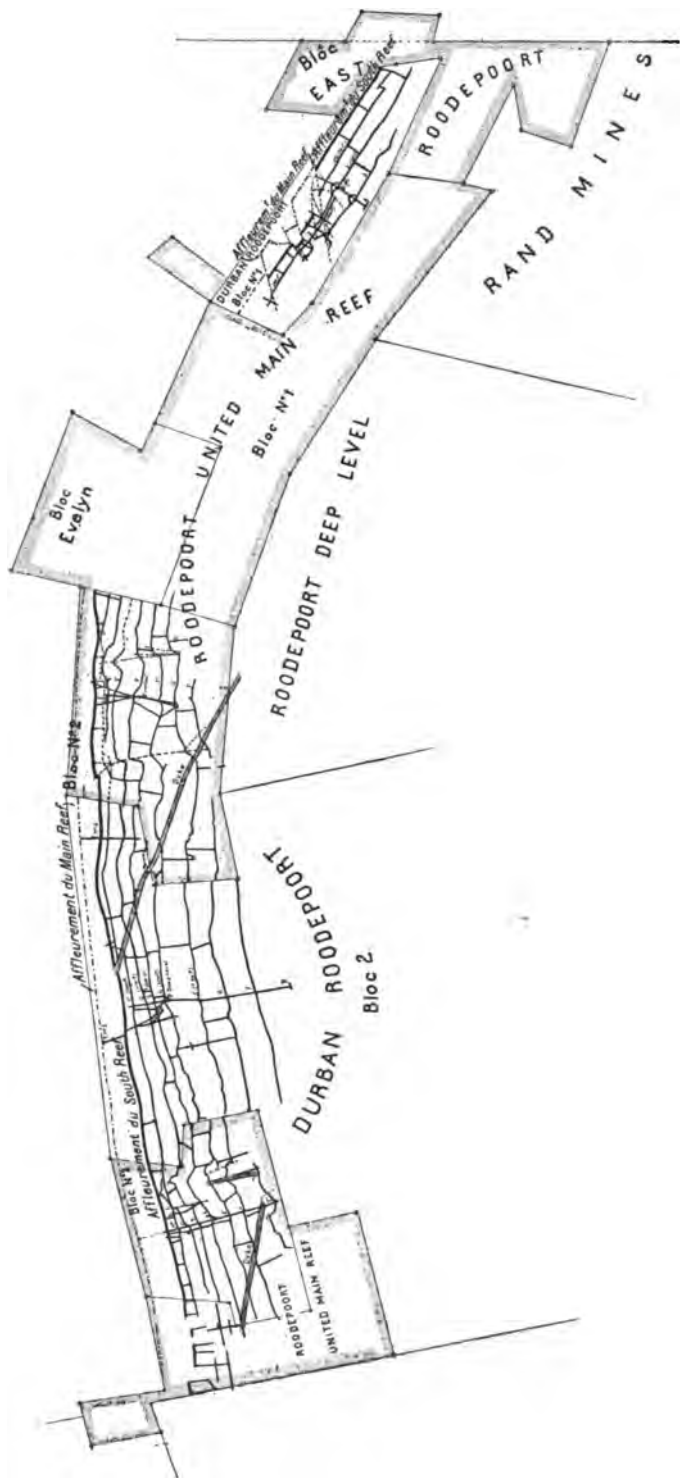 Bloc
EAST
ROODEPOORT
RAND MINES
Affleurement du South Reef
Affleurement du Main Reef
DURBAN ROODEPOORT
Bloc Nº1
UNITED MAIN REEF
Bloc Nº1
Bloc
Evelyn
ROODEPOORT
ROODEPOORT DEEP LEVEL
Bloc Nº2
Affleurement du Main Reef
Dyke
DURBAN ROODEPOORT
Bloc 2
Affleurement du South Reef
Dyke
ROODEPOORT
UNITED MAIN REEF